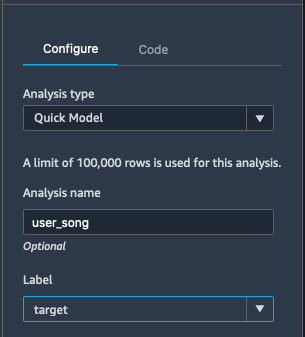 Configure Code
Analysis type
Quick Model
A limit of 100,000 rows is used for this analysis.
Analysis name
user_song
Optional
Label
target